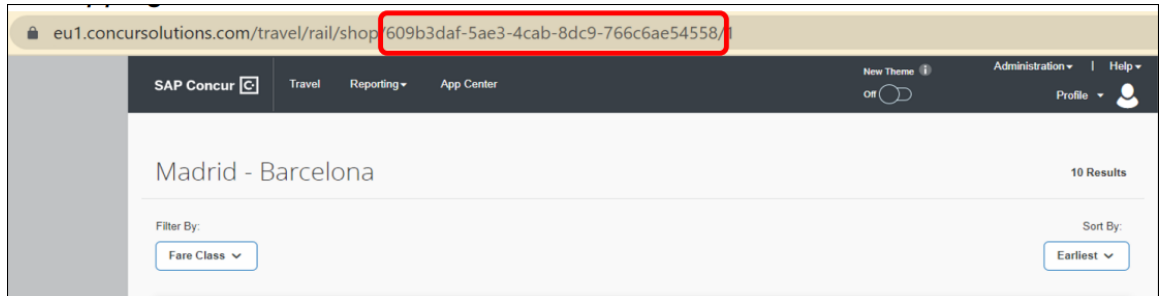 eu1.concursolutions.com/travel/rail/shop/609b3daf-5ae3-4cab-8dc9-766c6ae54558/1
SAP Concur C Travel Reporting App Center
New Theme i
Off
Administration | Help
Profile
Madrid - Barcelona
10 Results
Filter By:
Sort By:
Fare Class
Earliest